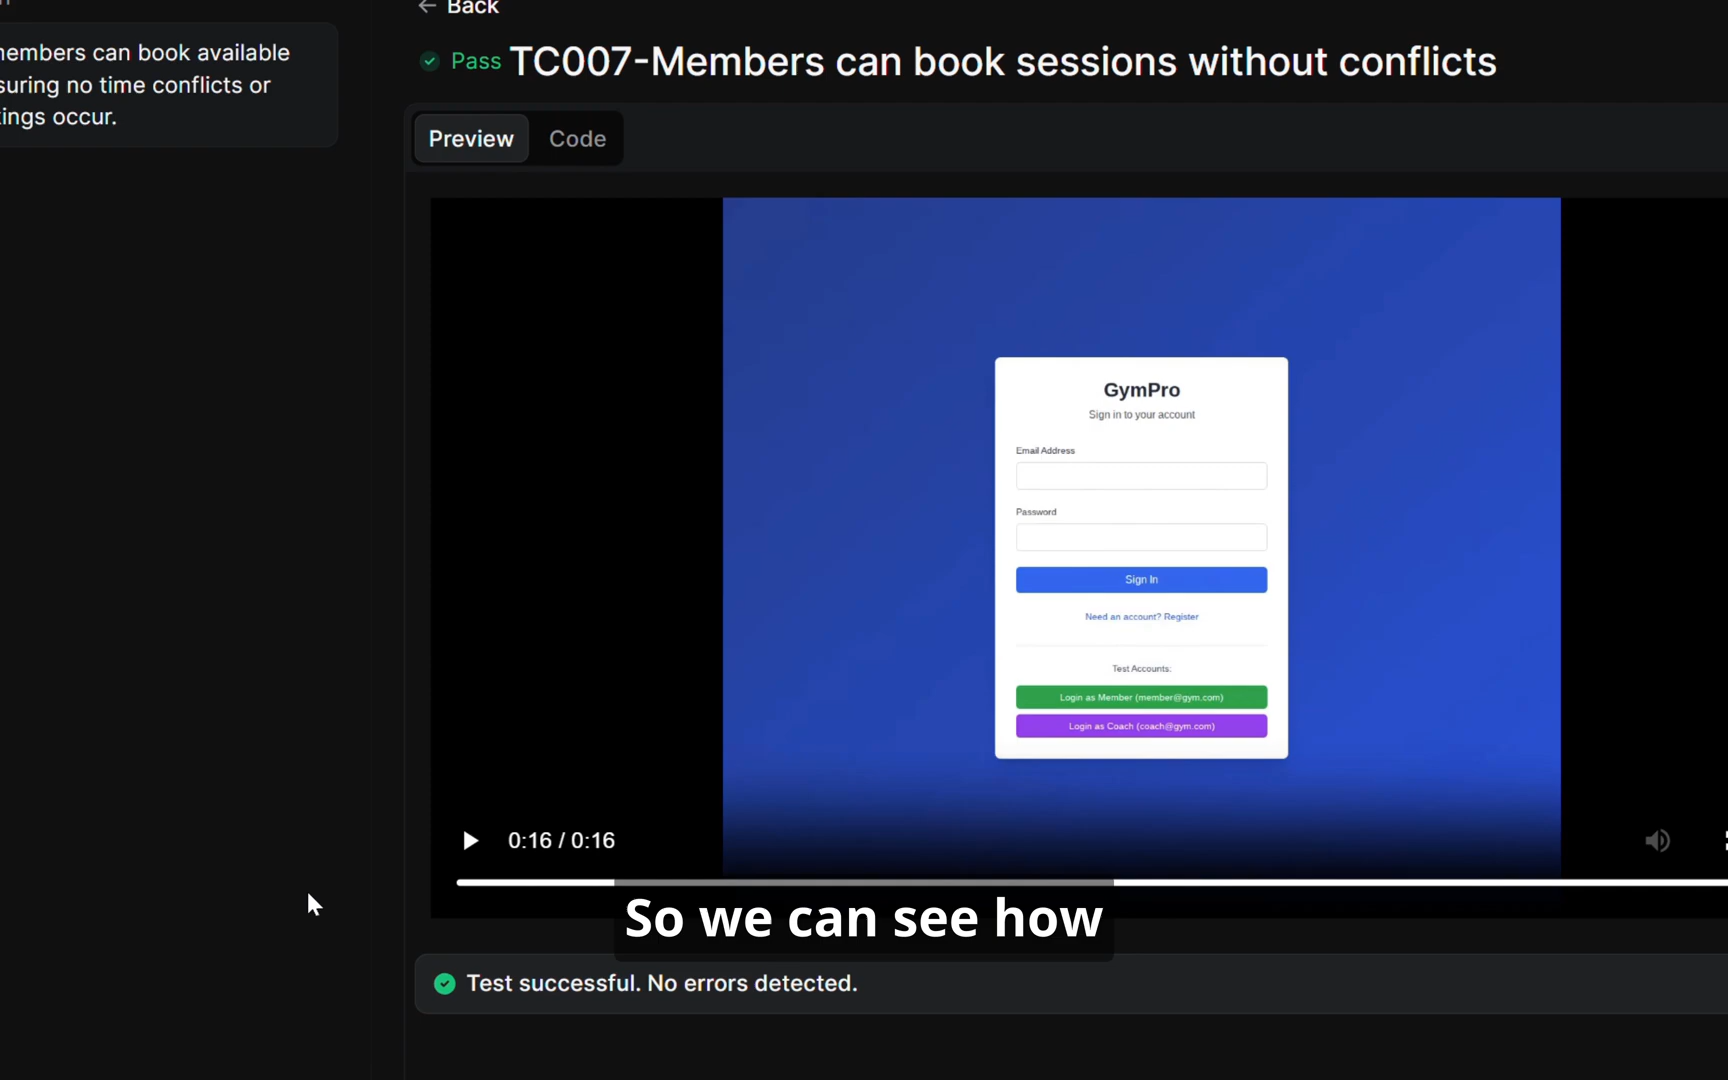 Back
members can book available
suring no time conflicts or
kings occur.
Pass TC007-Members can book sessions without conflicts
Preview Code
GymPro
Sign in to your account
Email Address
Password
Sign In
Need an account? Register
Test Accounts:
Login as Member (member@gym.com)
Login as Coach (coach@gym.com)
0:16 / 0:16
So we can see how
Test successful. No errors detected.